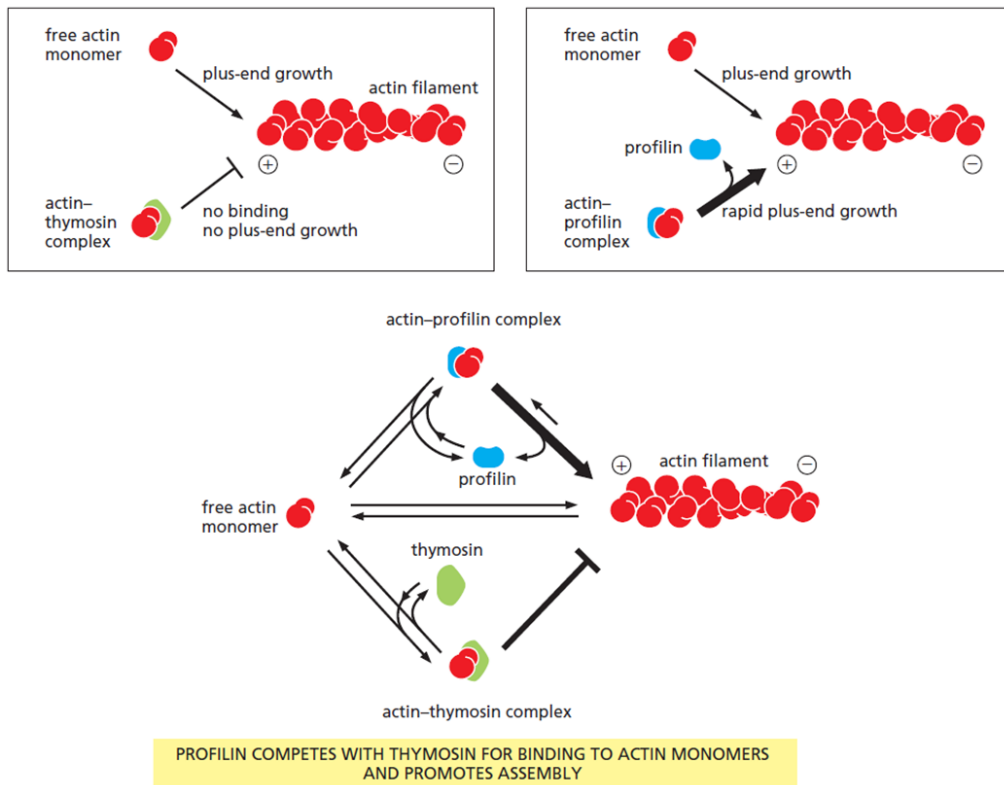 free actin
monomer
plus-end growth
actin filament
+
−
actin–
thymosin
complex
no binding
no plus-end growth
free actin
monomer
plus-end growth
profilin
+
−
actin–
profilin
complex
rapid plus-end growth
actin–profilin complex
profilin
+
actin filament
−
free actin
monomer
thymosin
actin–thymosin complex
PROFILIN COMPETES WITH THYMOSIN FOR BINDING TO ACTIN MONOMERS
AND PROMOTES ASSEMBLY